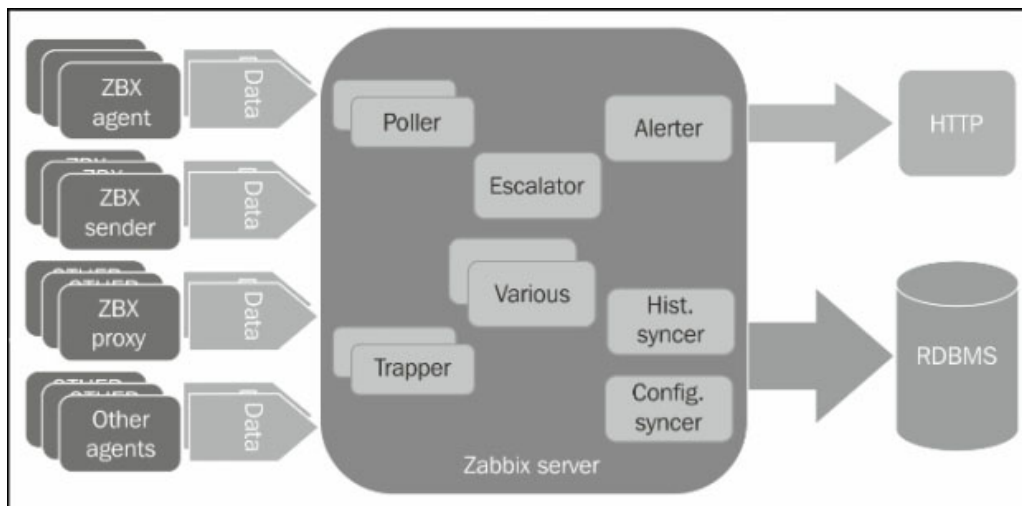 ZBX
agent
Data
Poller
Alerter
HTTP
ZBX
sender
Data
Escalator
ZBX
proxy
Data
Various
Hist.
syncer
RDBMS
Trapper
Other
agents
Data
Config.
syncer
Zabbix server